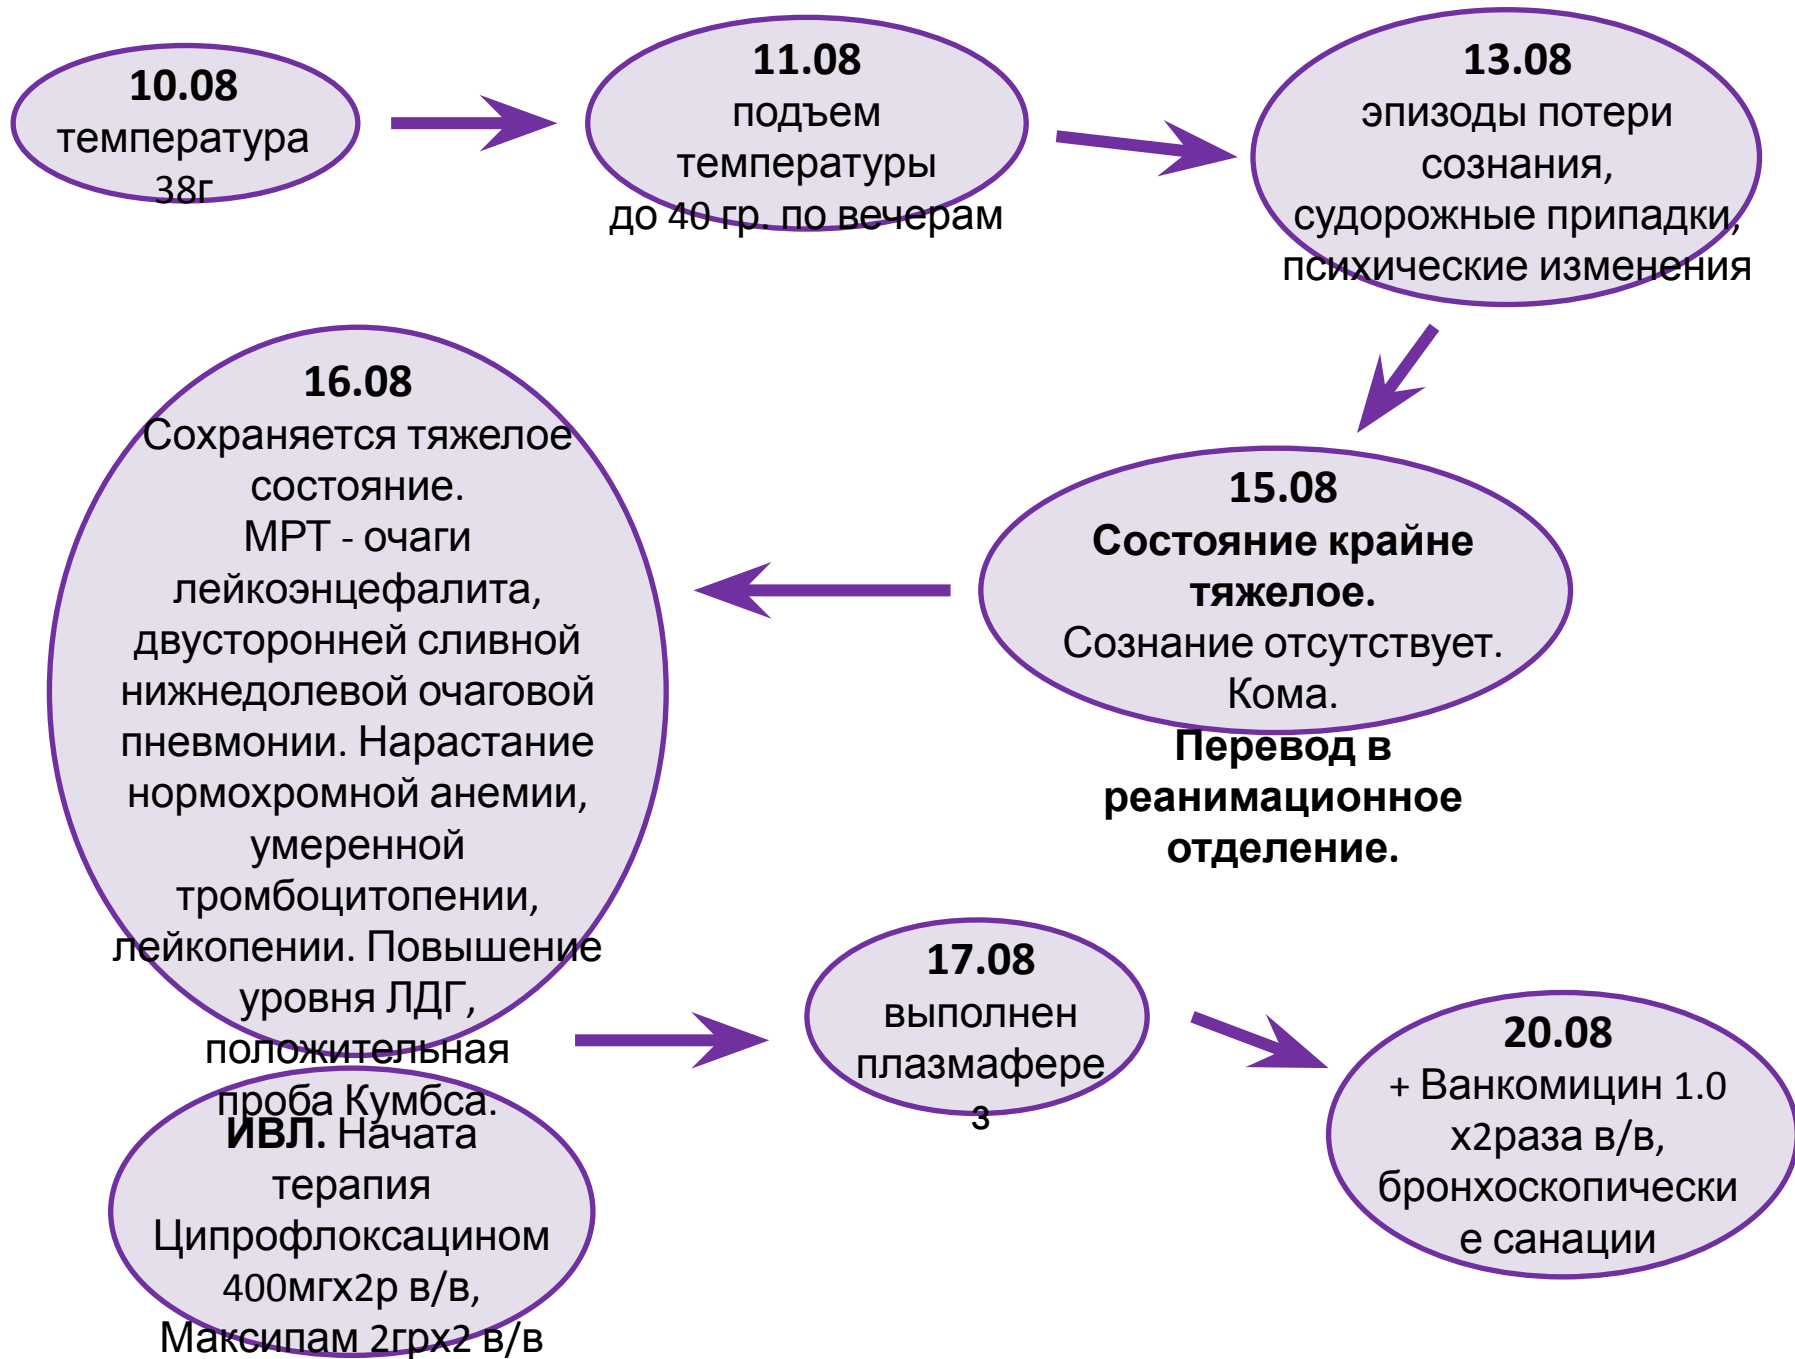 10.08
температура
38г
11.08
подъем
температуры
до 40 гр. по вечерам
13.08
эпизоды потери
сознания,
судорожные припадки,
психические изменения
15.08
Состояние крайне
тяжелое.
Сознание отсутствует.
Кома.
Перевод в
реанимационное
отделение.
16.08
Сохраняется тяжелое
состояние.
МРТ - очаги
лейкоэнцефалита,
двусторонней сливной
нижнедолевой очаговой
пневмонии. Нарастание
нормохромной анемии,
умеренной
тромбоцитопении,
лейкопении. Повышение
уровня ЛДГ,
положительная
проба Кумбса.
ИВЛ. Начата
терапия
Ципрофлоксацином
400мгх2р в/в,
Максипам 2грх2 в/в
17.08
выполнен
плазмафере
з
20.08
+ Ванкомицин 1.0
х2раза в/в,
бронхоскопически
е санации